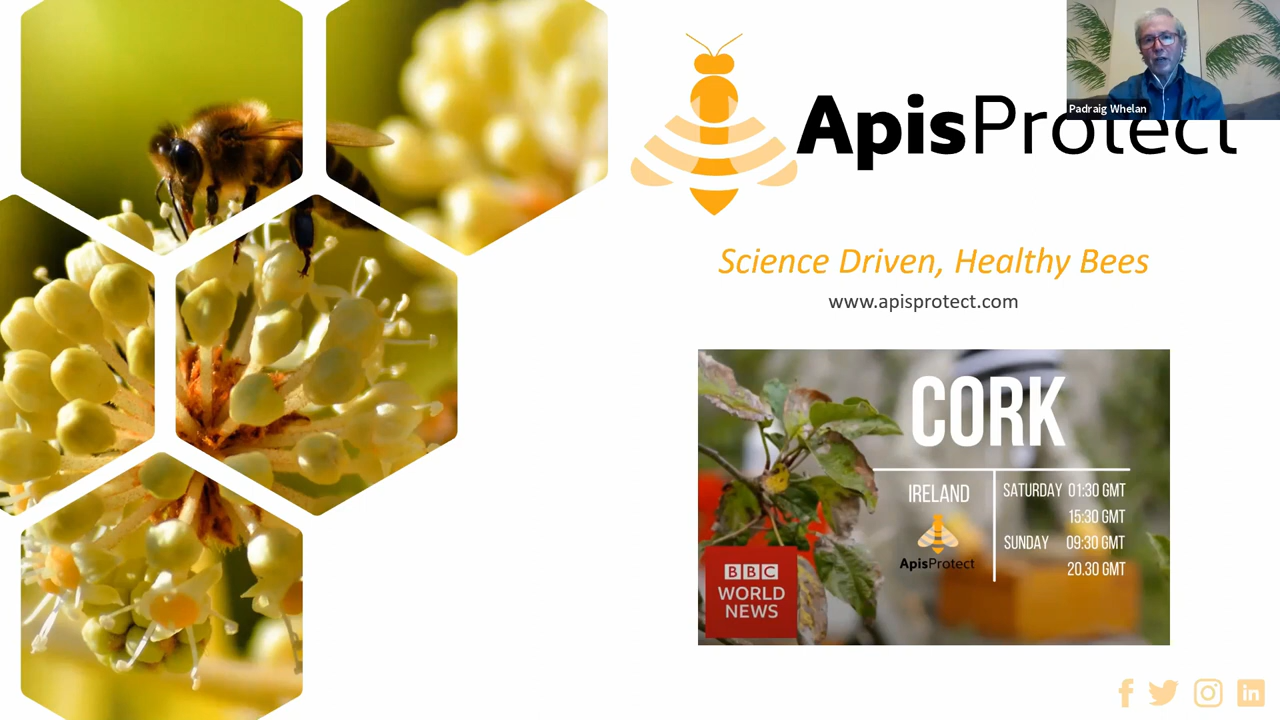 Padraig Whelan
ApisProtect
Science Driven, Healthy Bees
www.apisprotect.com
CORK
IRELAND
ApisProtect
SATURDAY 01:30 GMT
15:30 GMT
SUNDAY 09:30 GMT
20.30 GMT
BBC
WORLD
NEWS